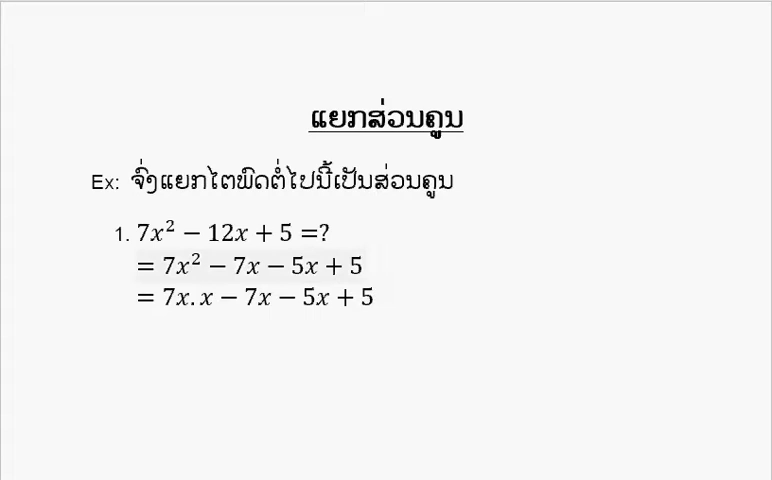 ແຍກສ່ວນຄູນ
Ex: ຈົ່ງແຍກໄຕພົດຕໍ່ໄປນີ້ເປັນສ່ວນຄູນ
1. 7x² − 12x + 5 =?
= 7x² − 7x − 5x + 5
= 7x. x − 7x − 5x + 5